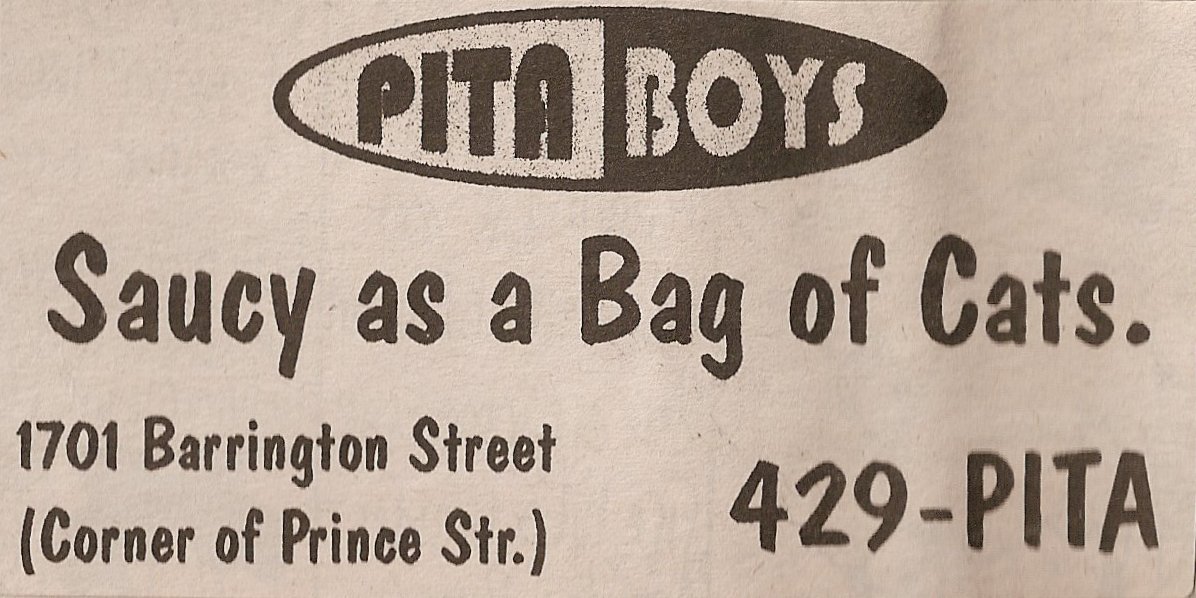 PITA BOYS
Saucy as a Bag of Cats.
1701 Barrington Street
(Corner of Prince Str.)
429-PITA